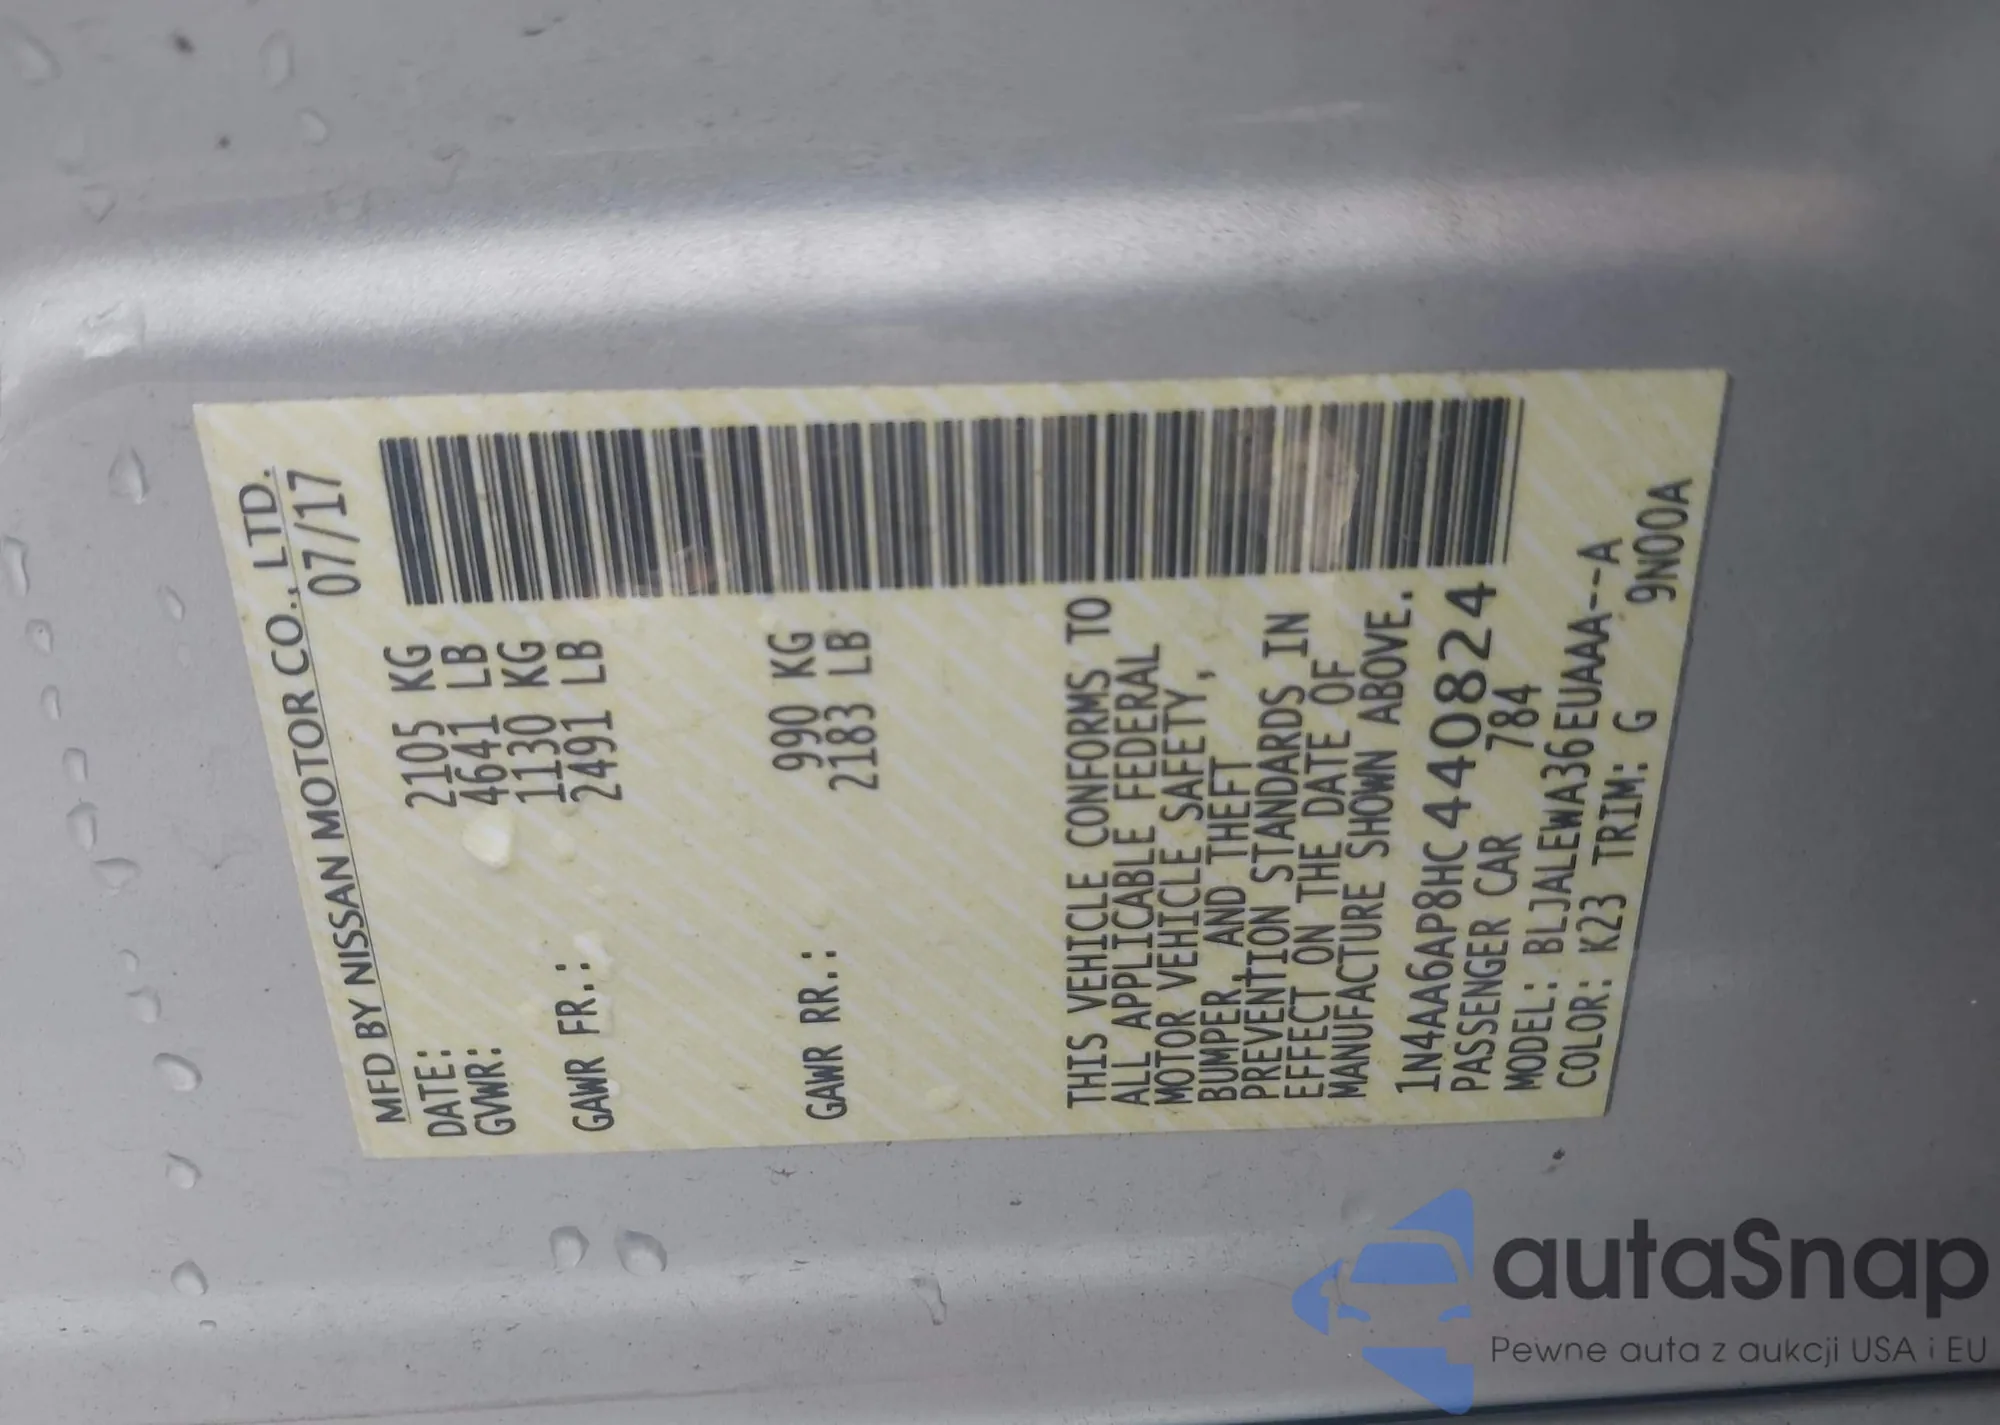 MFD BY NISSAN MOTOR CO., LTD.
DATE: 07/17
GVWR: 2105 KG
4641 LB
GAWR FR.: 1130 KG
2491 LB
GAWR RR.: 990 KG
2183 LB
THIS VEHICLE CONFORMS TO
ALL APPLICABLE FEDERAL
MOTOR VEHICLE SAFETY,
BUMPER, AND THEFT
PREVENTION STANDARDS IN
EFFECT ON THE DATE OF
MANUFACTURE SHOWN ABOVE.
1N4AA6AP8HC440824
PASSENGER CAR 784
MODEL: BLJALEWA36EUAAA--A
COLOR: K23 TRIM: G 9N00A
autaSnap
Pewne auta z aukcji USA i EU